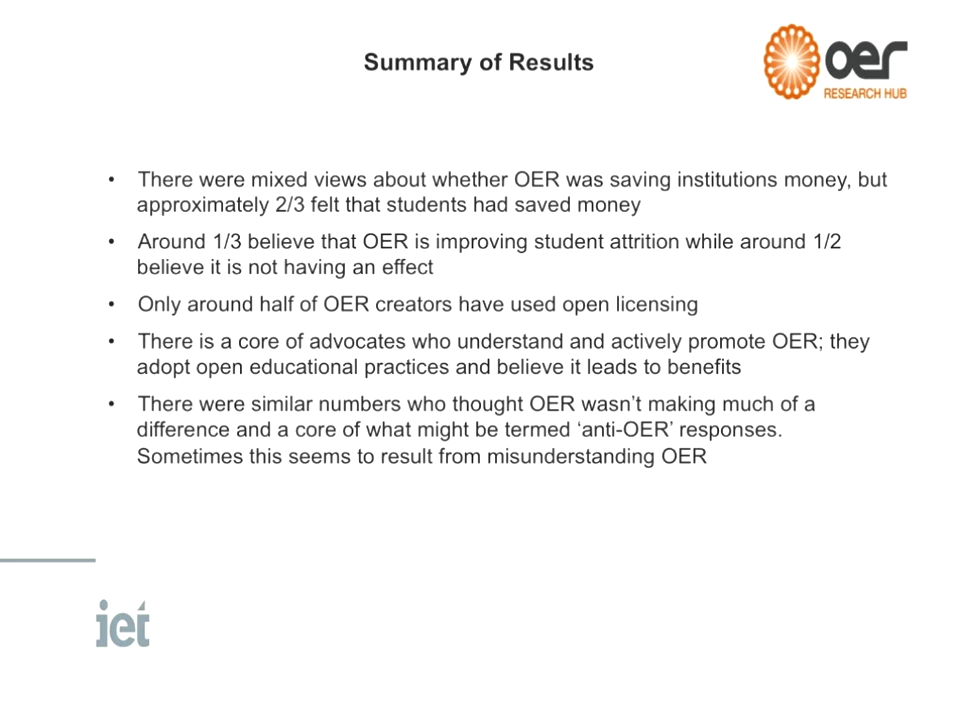 Summary of Results
oer
RESEARCH HUB
• There were mixed views about whether OER was saving institutions money, but
approximately 2/3 felt that students had saved money
• Around 1/3 believe that OER is improving student attrition while around 1/2
believe it is not having an effect
• Only around half of OER creators have used open licensing
• There is a core of advocates who understand and actively promote OER; they
adopt open educational practices and believe it leads to benefits
• There were similar numbers who thought OER wasn’t making much of a
difference and a core of what might be termed ‘anti-OER’ responses.
Sometimes this seems to result from misunderstanding OER
iet